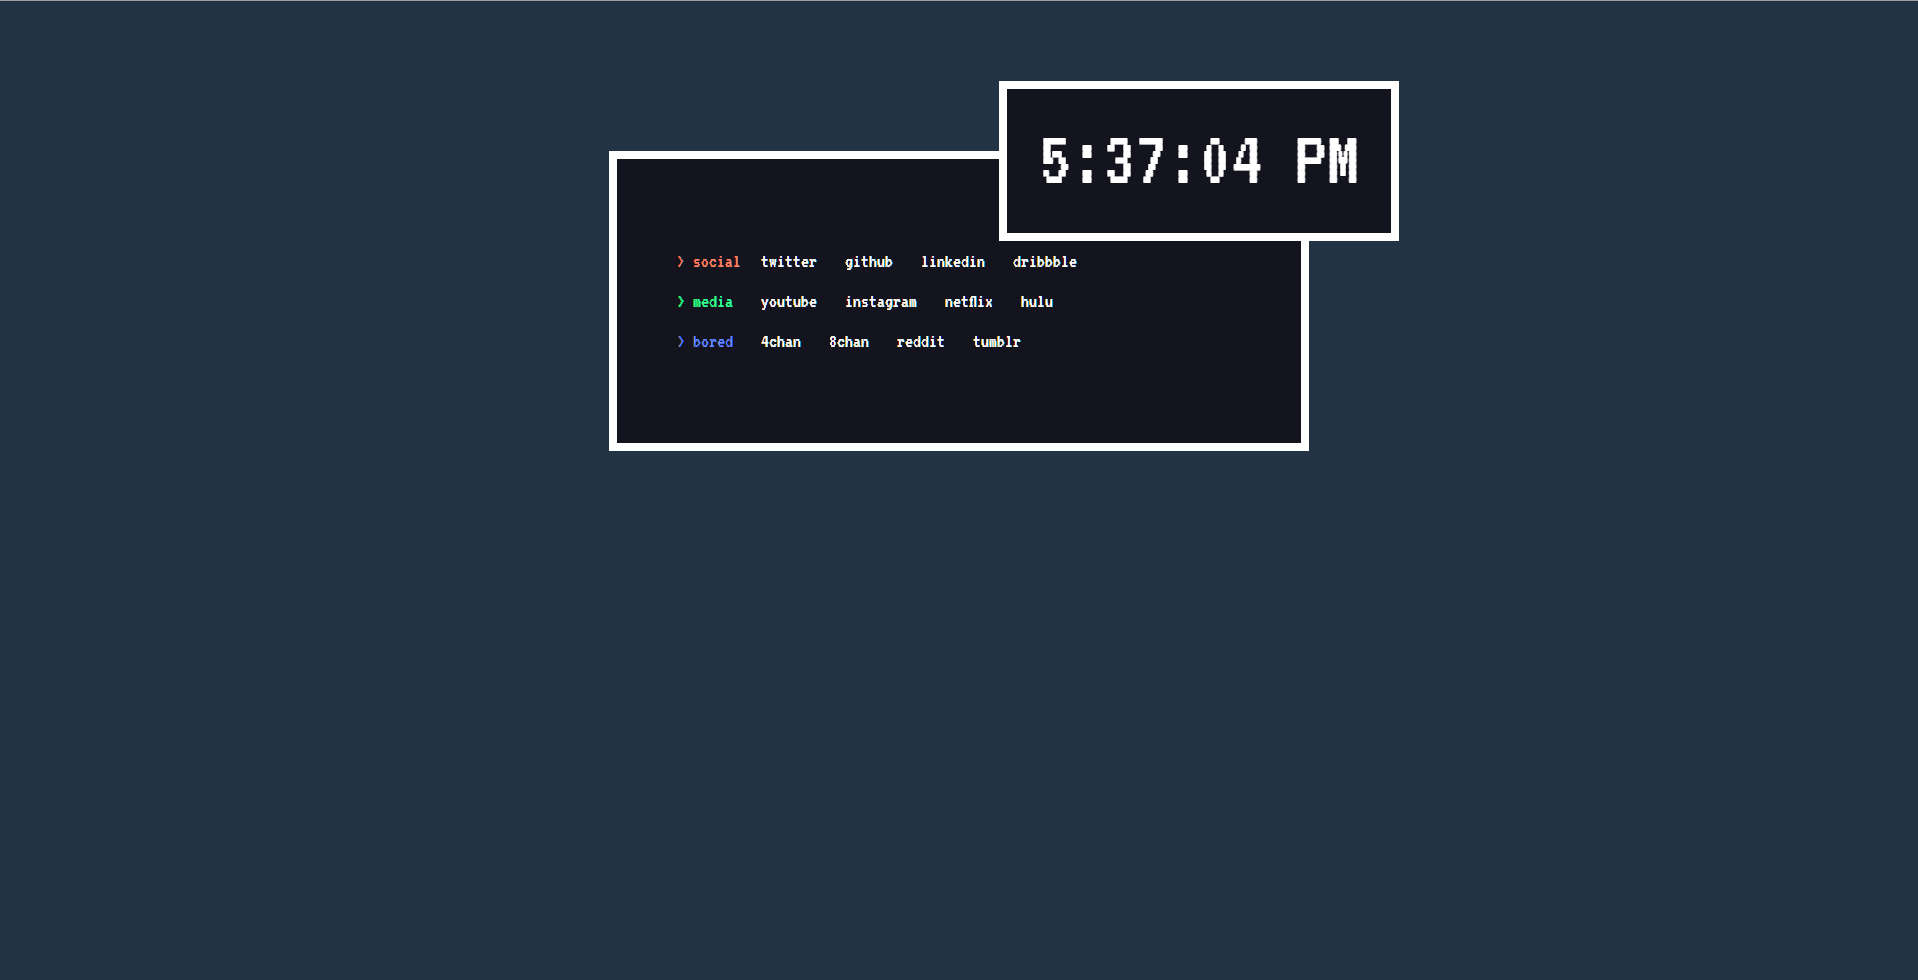 5:37:04 PM
❯ social twitter github linkedin dribbble
❯ media youtube instagram netflix hulu
❯ bored 4chan 8chan reddit tumblr